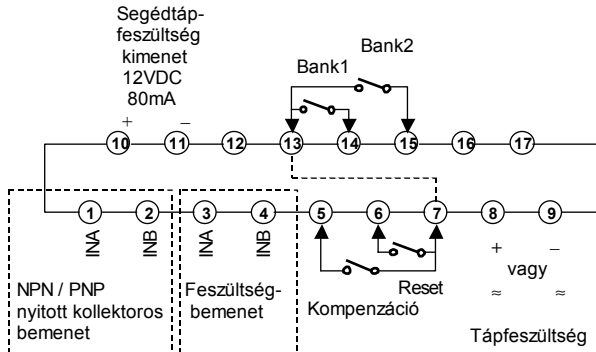 Segédtáp-
feszültség
kimenet
12VDC
80mA
Bank1
Bank2
+ −
10 11 12 13 14 15 16 17
1 2 3 4 5 6 7 8 9
INA INB INA INB
+ −
vagy
≈ ≈
NPN / PNP
nyitott kollektoros
bemenet
Feszültség-
bemenet
Kompenzáció
Reset
Tápfeszültség